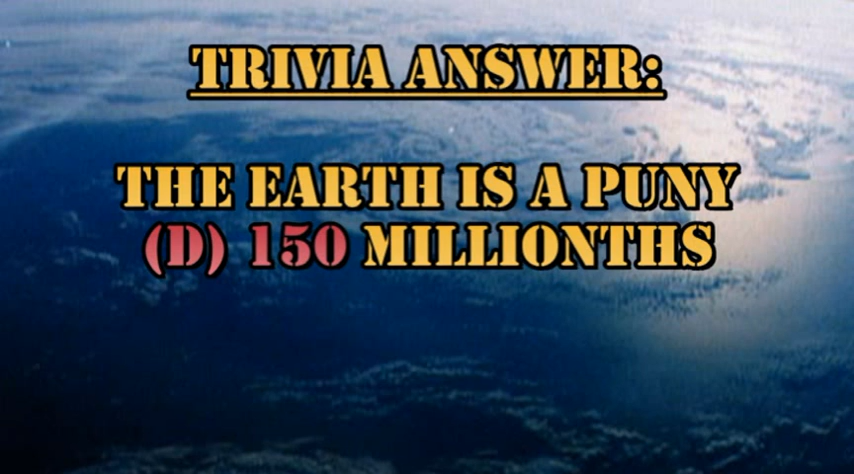 TRIVIA ANSWER:
THE EARTH IS A PUNY
(D) 150 MILLIONTHS